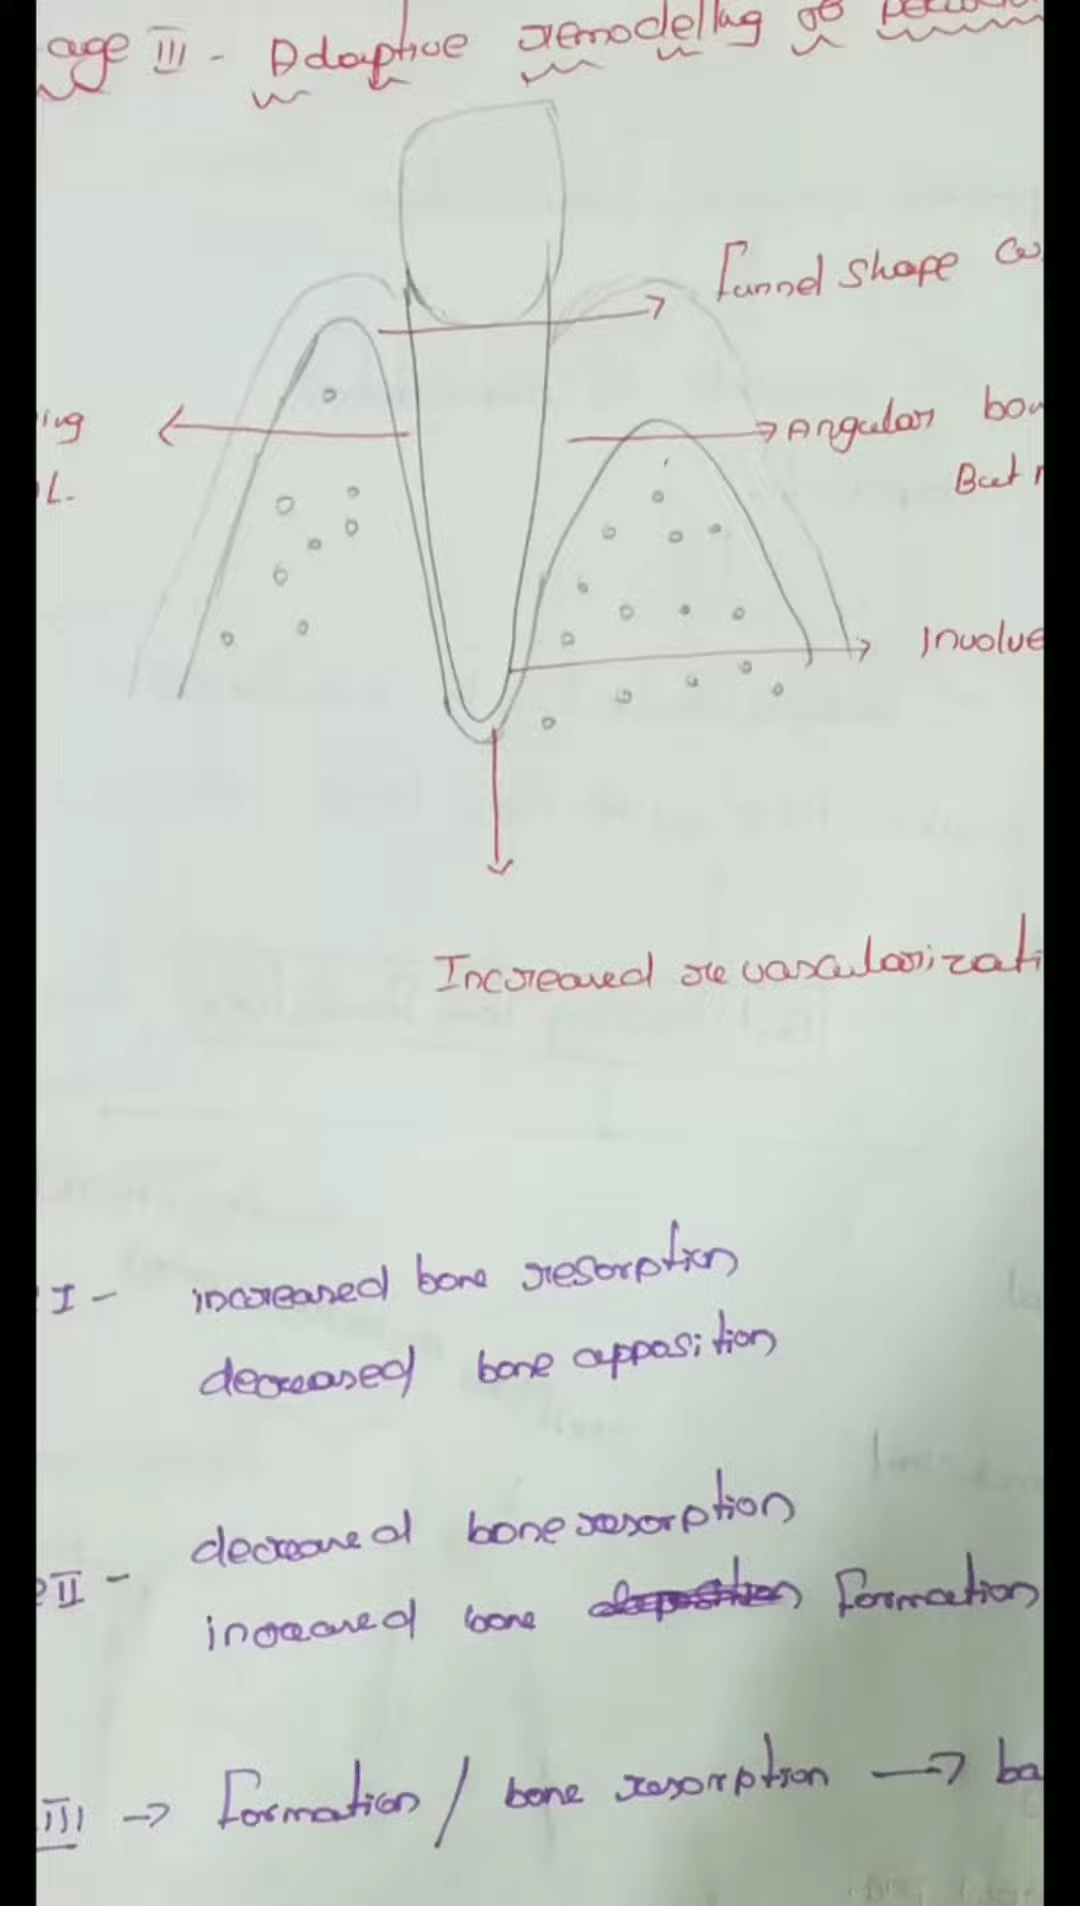 age III - Adaptive remodelling of
Funnel shape
ing
L.
Angular
But
Involve
Increased revascularizati
I - increased bone resorption
decreased bone apposition
II - decreased bone resorption
increased bone formation
III → formation / bone resorption → ba